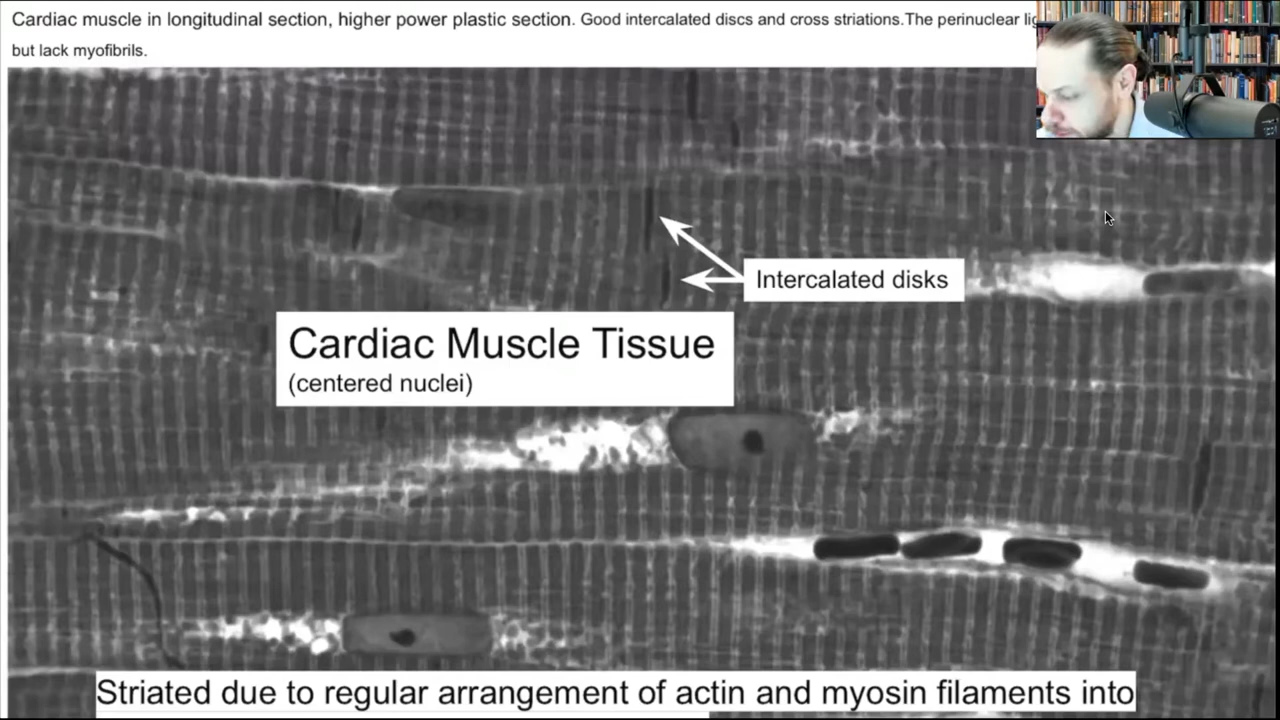 Cardiac muscle in longitudinal section, higher power plastic section. Good intercalated discs and cross striations.The perinuclear
but lack myofibrils.
Intercalated disks
Cardiac Muscle Tissue
(centered nuclei)
Striated due to regular arrangement of actin and myosin filaments into